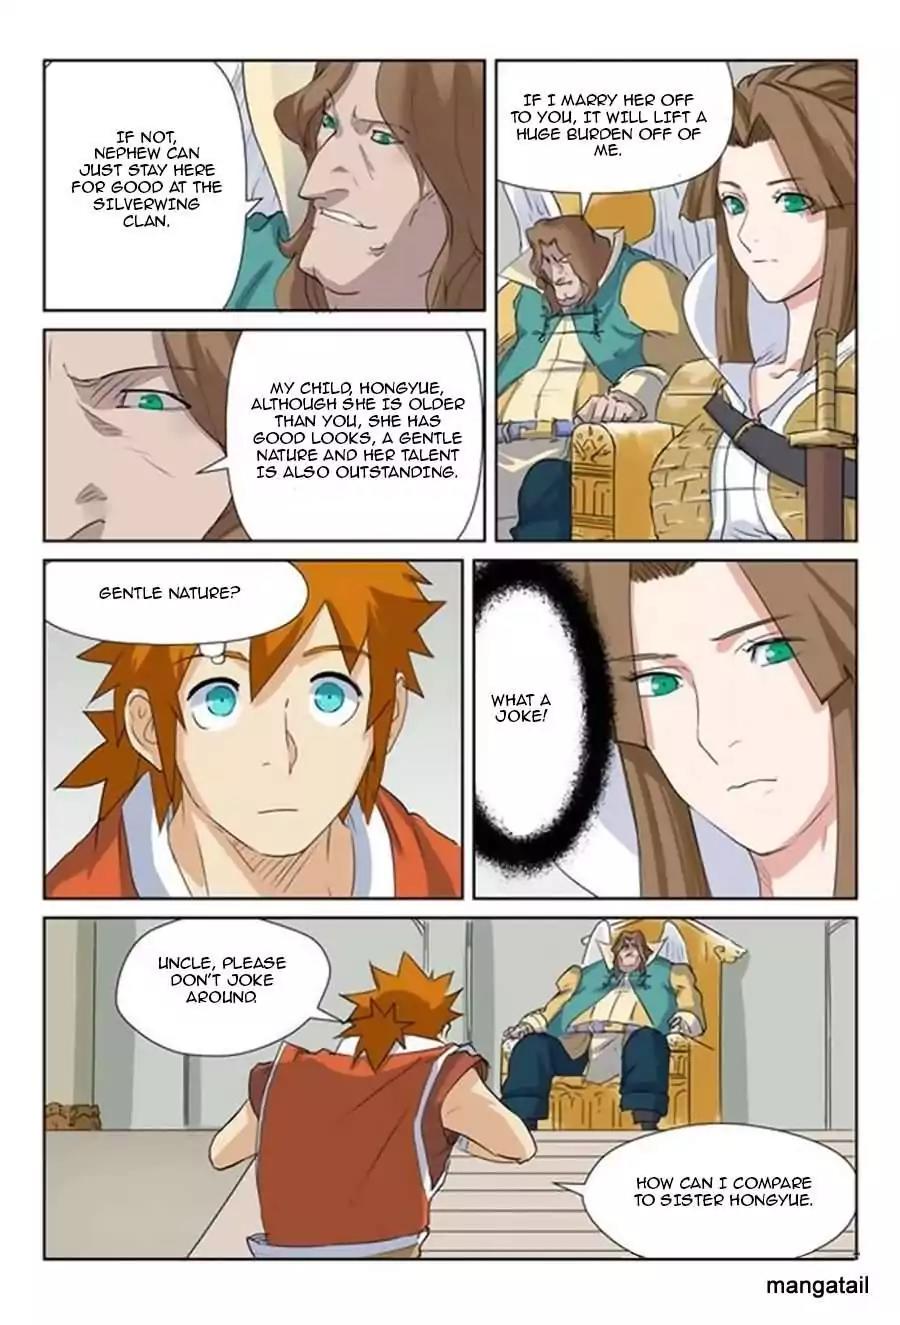 IF NOT,
NEPHEW CAN
JUST STAY HERE
FOR GOOD AT THE
SILVERWING
CLAN.
IF I MARRY HER OFF
TO YOU, IT WILL LIFT A
HUGE BURDEN OFF OF
ME.
MY CHILD, HONGYUE,
ALTHOUGH SHE IS OLDER
THAN YOU, SHE HAS
GOOD LOOKS, A GENTLE
NATURE AND HER TALENT
IS ALSO OUTSTANDING.
GENTLE NATURE?
WHAT A
JOKE!
UNCLE, PLEASE
DON'T JOKE
AROUND.
HOW CAN I COMPARE
TO SISTER HONGYUE.
mangatail